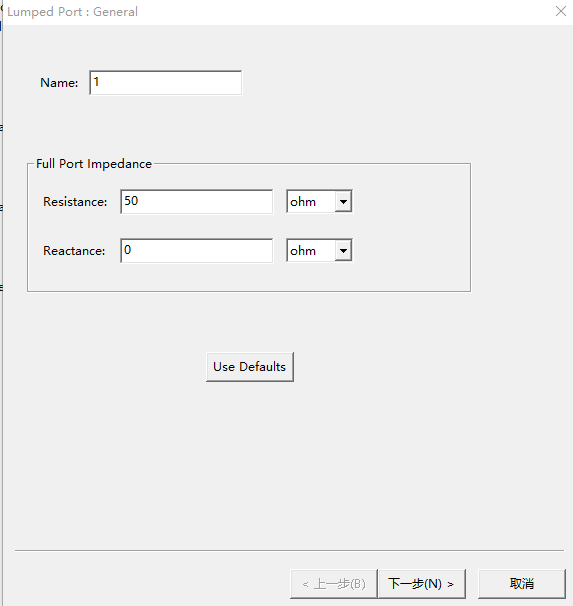 Lumped Port : General
Name: 1
Full Port Impedance
Resistance: 50 ohm
Reactance: 0 ohm
Use Defaults
< 上一步(B) 下一步(N) > 取消